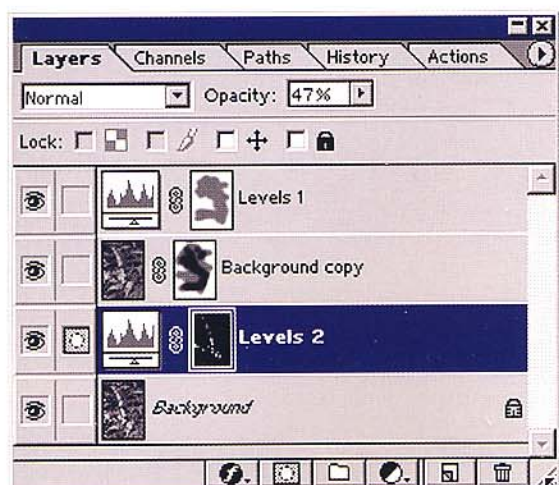 Layers Channels Paths History Actions
Normal Opacity: 47%
Lock:
Levels 1
Background copy
Levels 2
Background